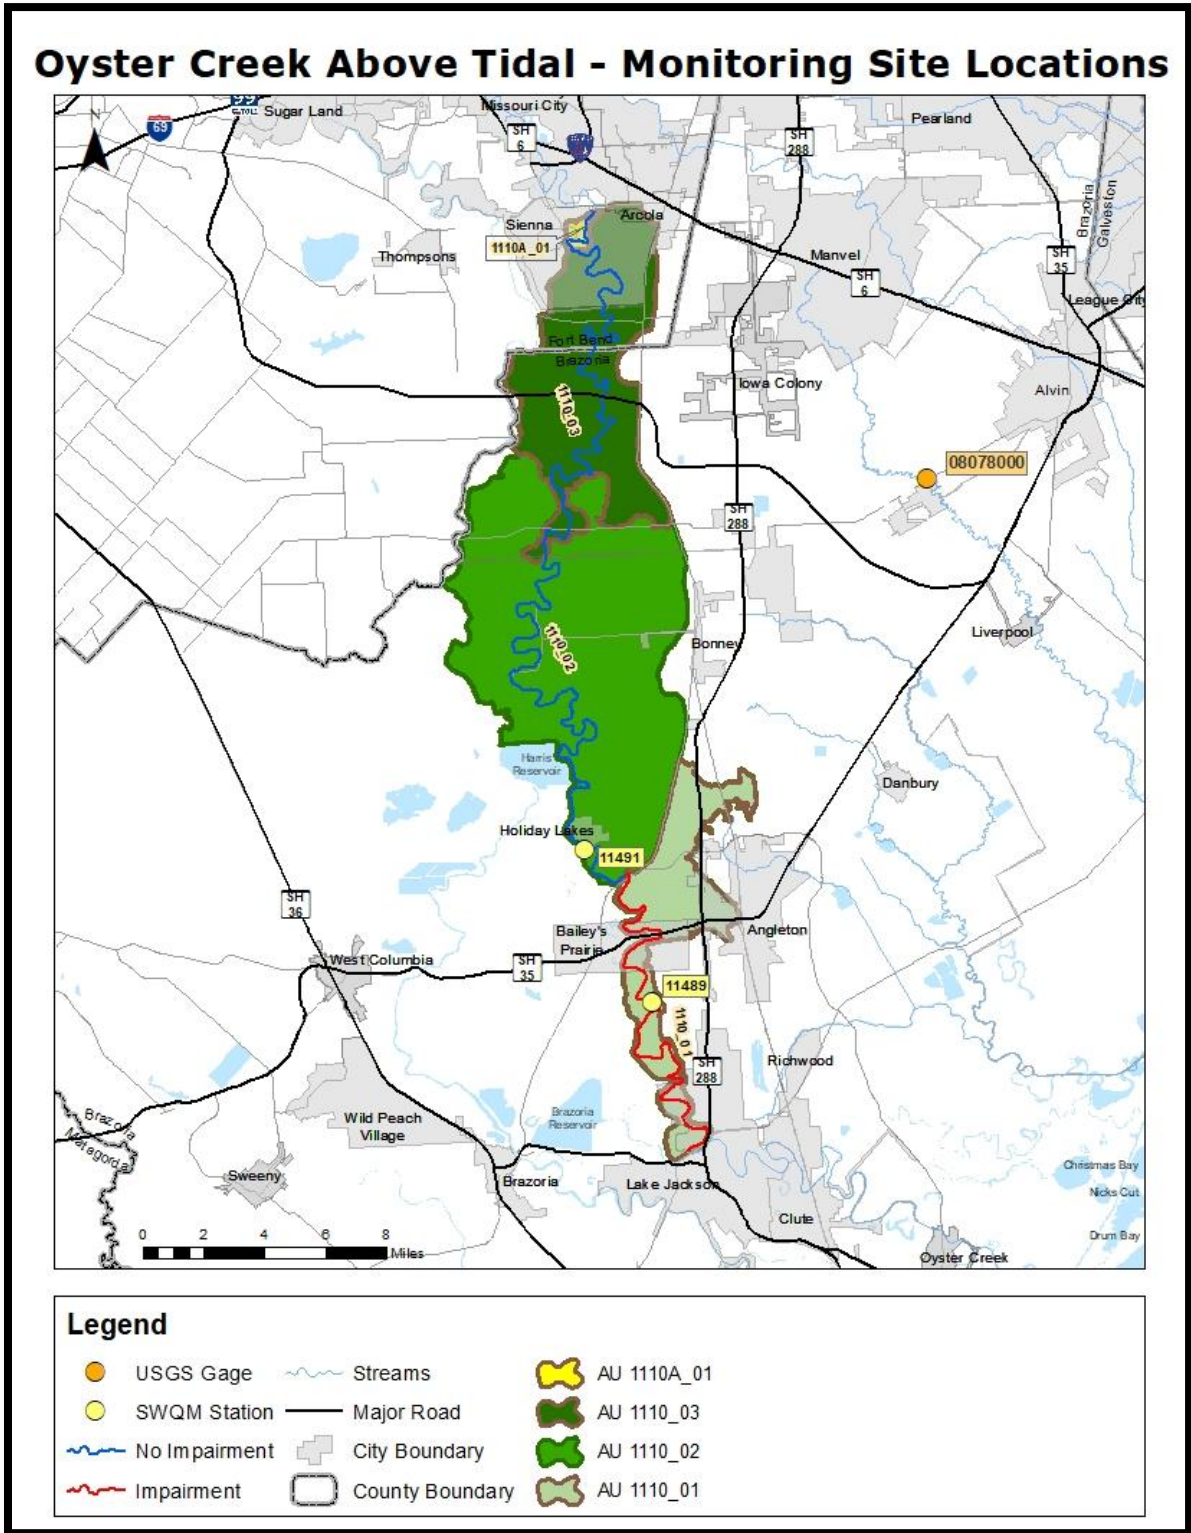 Oyster Creek Above Tidal - Monitoring Site Locations
99
Sugar Land
Missouri City
N
69
SH
6
SH
288
Pearland
Brazoria
Galveston
Sienna
Arcola
1110A_01
Thompsons
Manvel
SH
6
SH
35
League City
Fort Bend
Brazoria
1110_03
Iowa Colony
Alvin
08078000
SH
288
1110_02
Bonney
Liverpool
Harris
Reservoir
Danbury
Holiday Lakes
11491
SH
36
Bailey's
Prairie
Angleton
West Columbia
SH
35
11489
1110_01
SH
288
Richwood
Brazoria
Matagorda
Wild Peach
Village
Brazoria
Reservoir
Christmas Bay
Sweeny
Brazoria
Lake Jackson
Nicks Cut
Clute
Drum Bay
Oyster Creek
0 2 4 6 8
Miles
Legend
USGS Gage
Streams
AU 1110A_01
SWQM Station
Major Road
AU 1110_03
No Impairment
City Boundary
AU 1110_02
Impairment
County Boundary
AU 1110_01